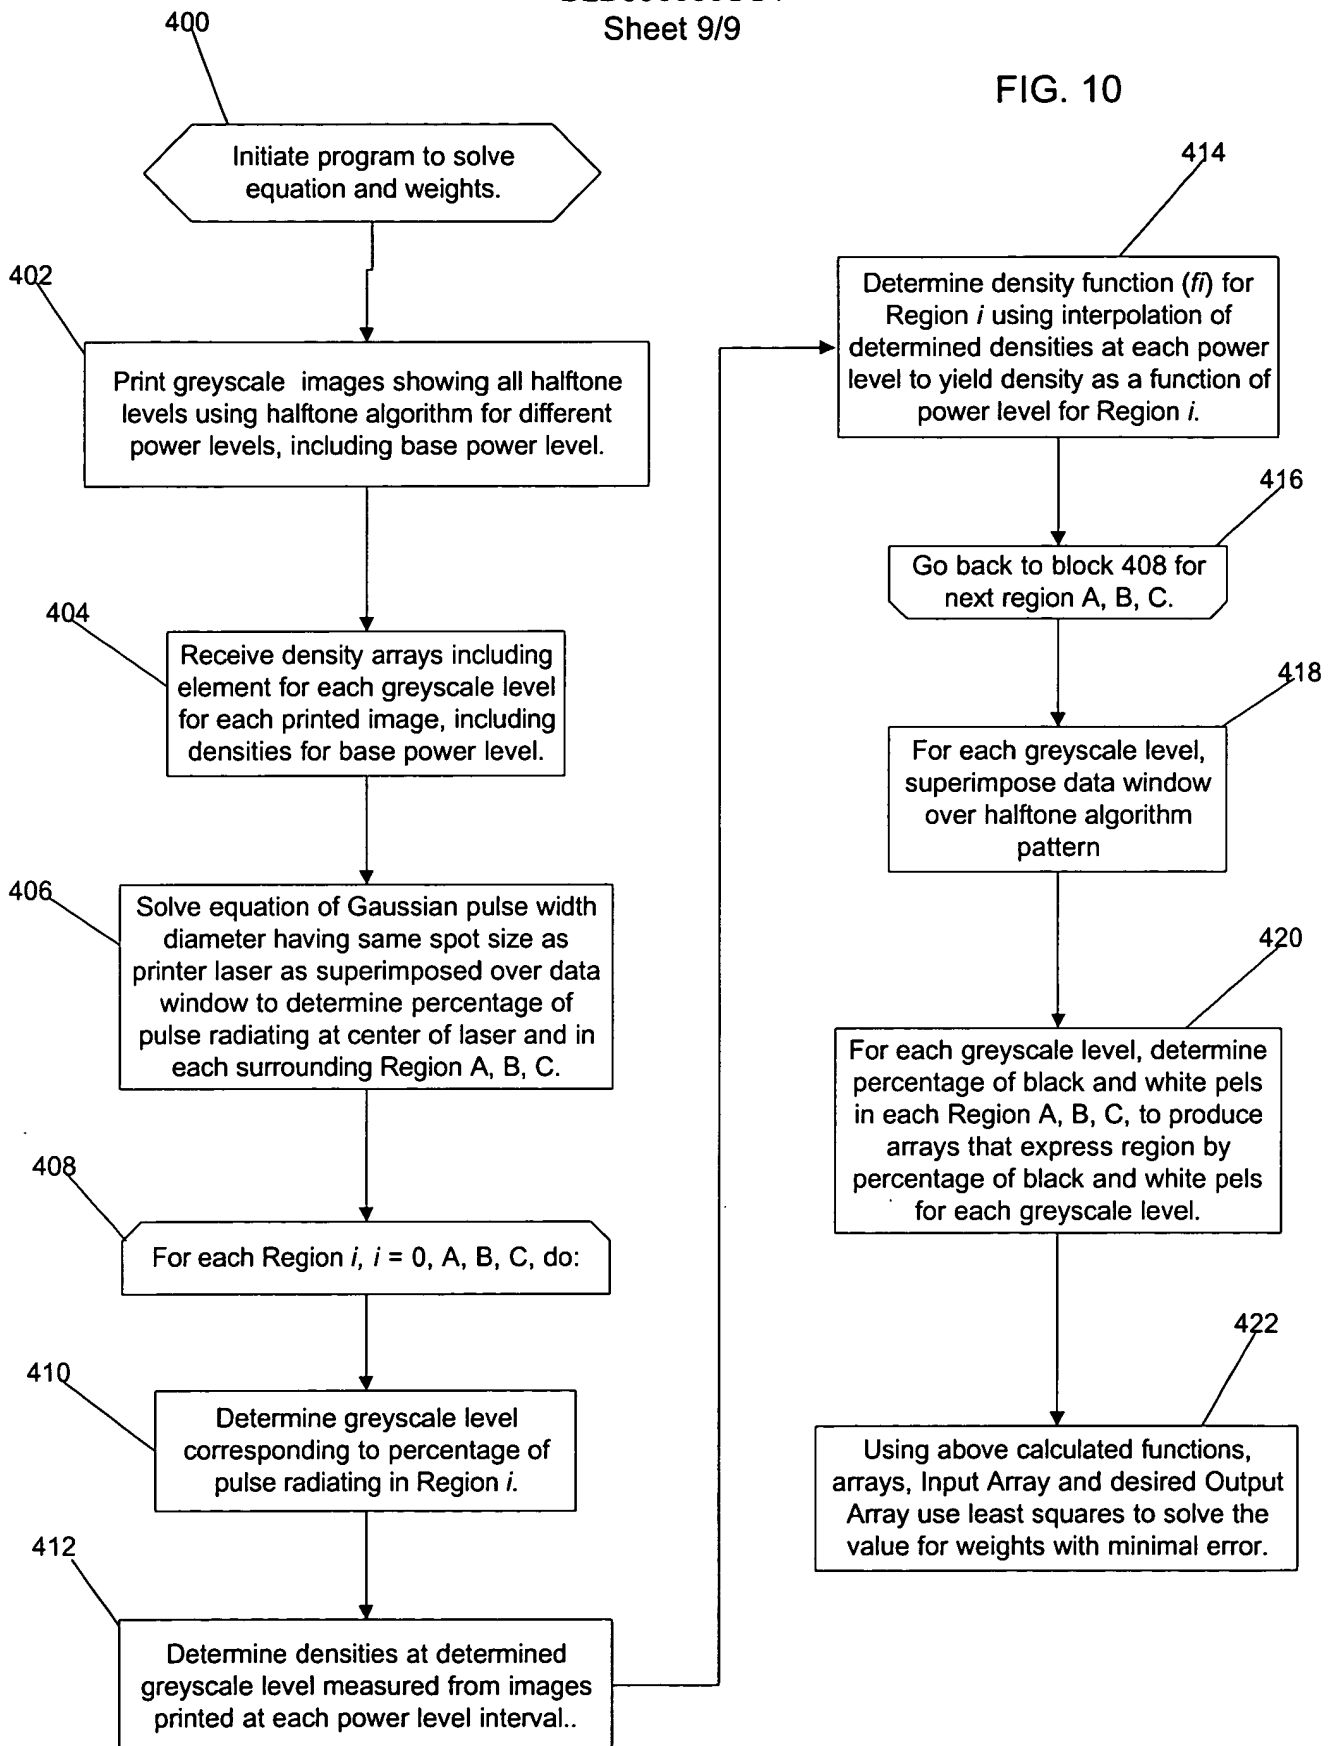 Sheet 9/9
FIG. 10
400
Initiate program to solve
equation and weights.
402
Print greyscale images showing all halftone
levels using halftone algorithm for different
power levels, including base power level.
404
Receive density arrays including
element for each greyscale level
for each printed image, including
densities for base power level.
406
Solve equation of Gaussian pulse width
diameter having same spot size as
printer laser as superimposed over data
window to determine percentage of
pulse radiating at center of laser and in
each surrounding Region A, B, C.
408
For each Region i, i = 0, A, B, C, do:
410
Determine greyscale level
corresponding to percentage of
pulse radiating in Region i.
412
Determine densities at determined
greyscale level measured from images
printed at each power level interval..
414
Determine density function (fi) for
Region i using interpolation of
determined densities at each power
level to yield density as a function of
power level for Region i.
416
Go back to block 408 for
next region A, B, C.
418
For each greyscale level,
superimpose data window
over halftone algorithm
pattern
420
For each greyscale level, determine
percentage of black and white pels
in each Region A, B, C, to produce
arrays that express region by
percentage of black and white pels
for each greyscale level.
422
Using above calculated functions,
arrays, Input Array and desired Output
Array use least squares to solve the
value for weights with minimal error.